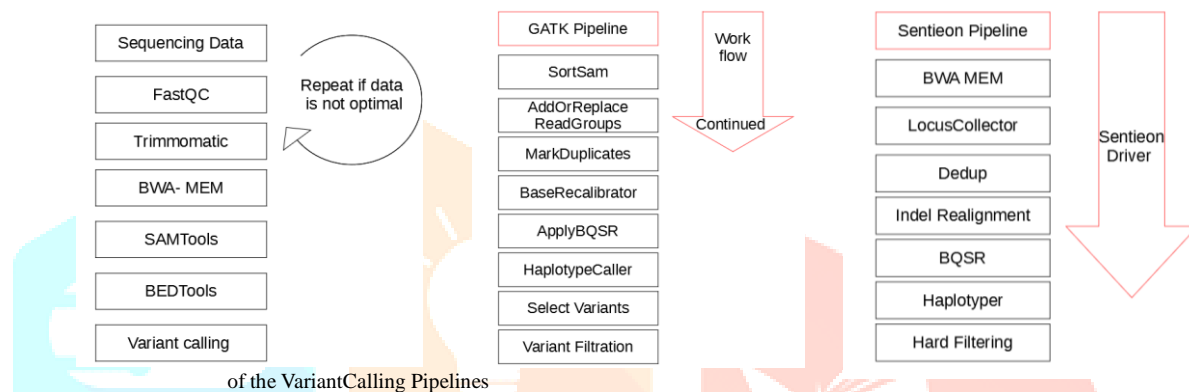 Sequencing Data
FastQC
Trimmomatic
BWA- MEM
SAMTools
BEDTools
Variant calling
Repeat if data
is not optimal
GATK Pipeline
SortSam
AddOrReplace
ReadGroups
MarkDuplicates
BaseRecalibrator
ApplyBQSR
HaplotypeCaller
Select Variants
Variant Filtration
Work
flow
Continued
Sentieon Pipeline
BWA MEM
LocusCollector
Dedup
Indel Realignment
BQSR
Haplotyper
Hard Filtering
Sentieon
Driver
of the VariantCalling Pipelines